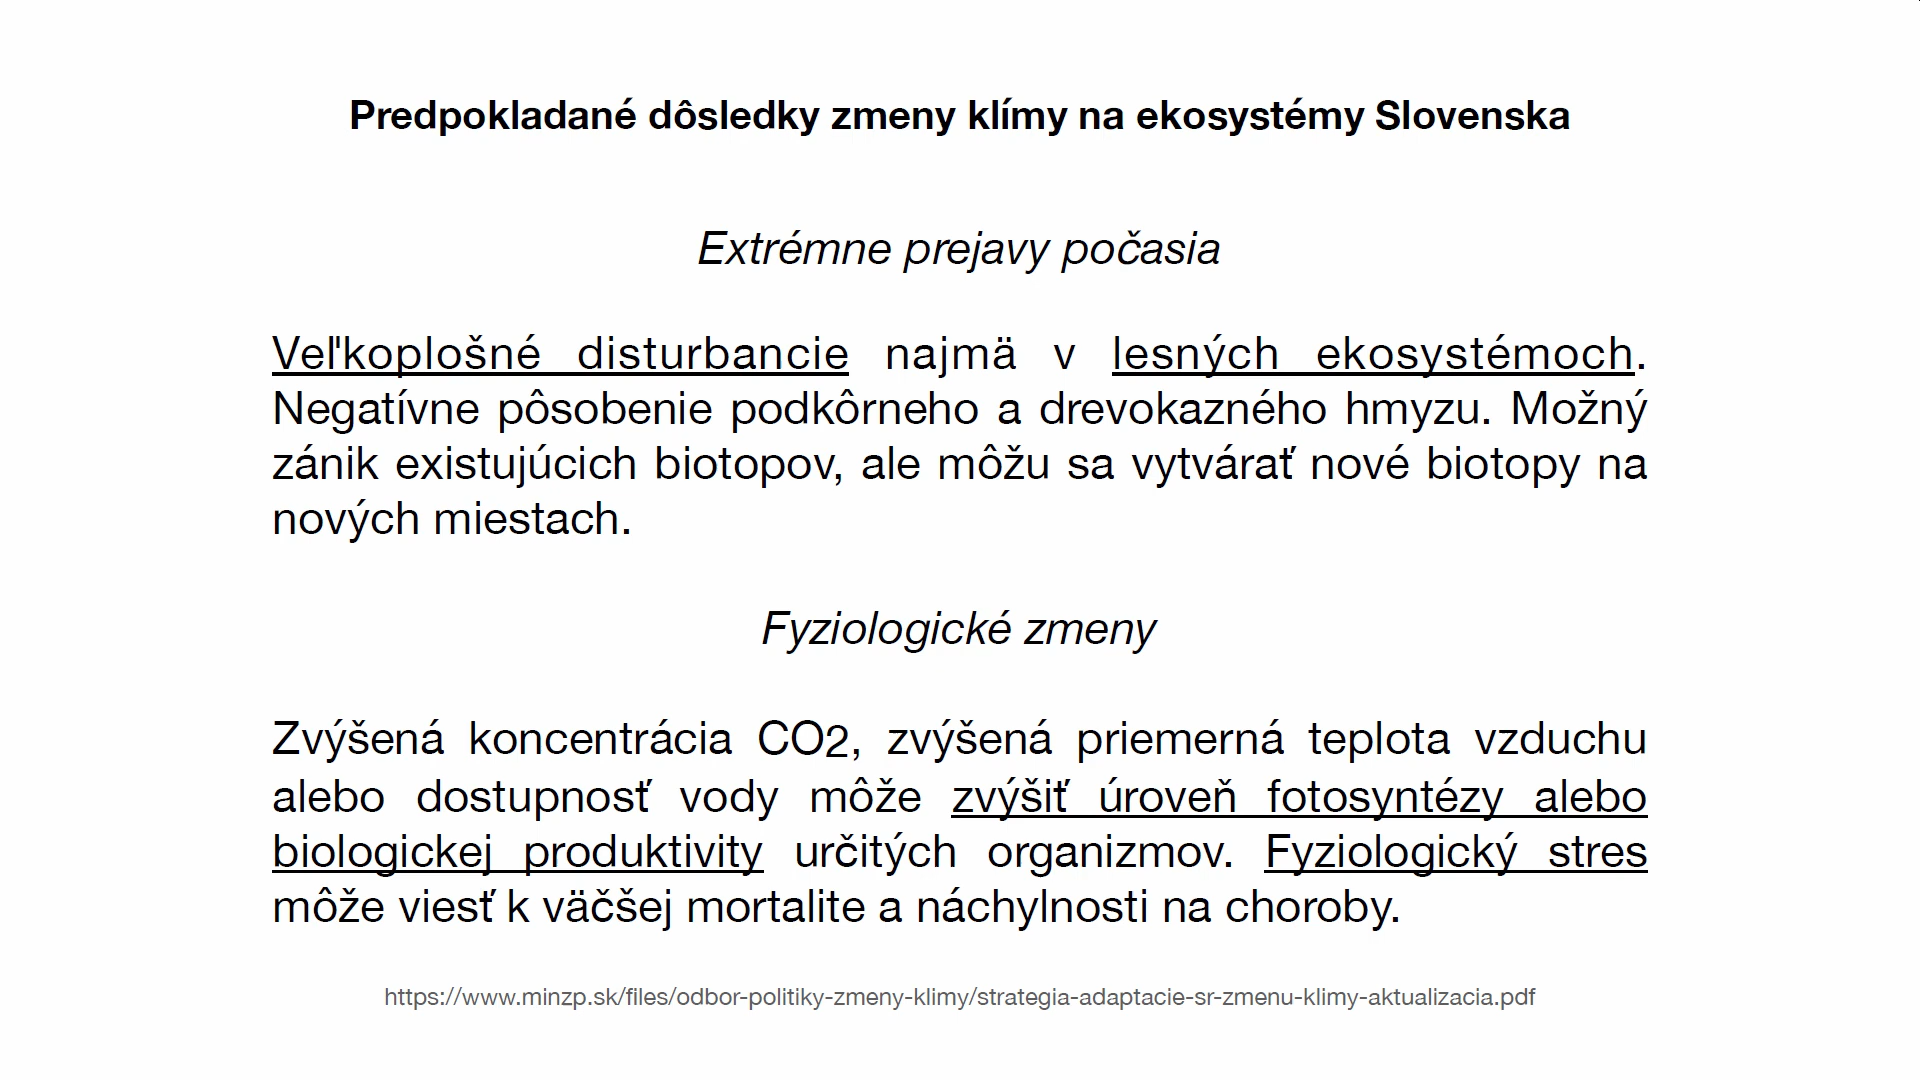 Predpokladané dôsledky zmeny klímy na ekosystémy Slovenska
Extrémne prejavy počasia
Veľkoplošné disturbancie najmä v lesných ekosystémoch.
Negatívne pôsobenie podkôrneho a drevokazného hmyzu. Možný
zánik existujúcich biotopov, ale môžu sa vytvárať nové biotopy na
nových miestach.
Fyziologické zmeny
Zvýšená koncentrácia CO2, zvýšená priemerná teplota vzduchu
alebo dostupnosť vody môže zvýšiť úroveň fotosyntézy alebo
biologickej produktivity určitých organizmov. Fyziologický stres
môže viesť k väčšej mortalite a náchylnosti na choroby.
https://www.minzp.sk/files/odbor-politiky-zmeny-klimy/strategia-adaptacie-sr-zmenu-klimy-aktualizacia.pdf